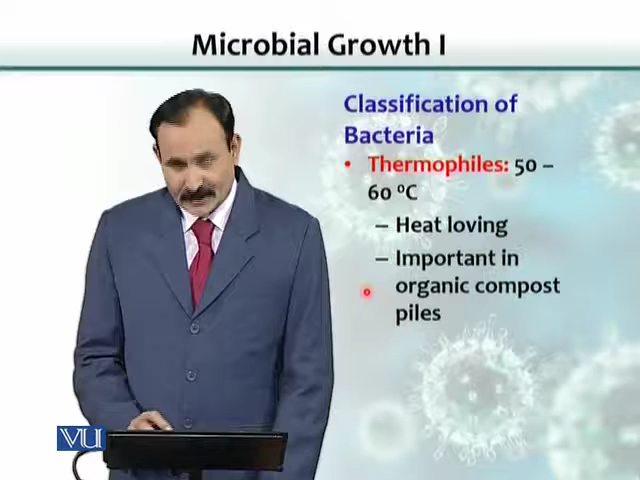 Microbial Growth I
Classification of
Bacteria
• Thermophiles: 50 –
60 ⁰C
– Heat loving
– Important in
organic compost
piles
VU